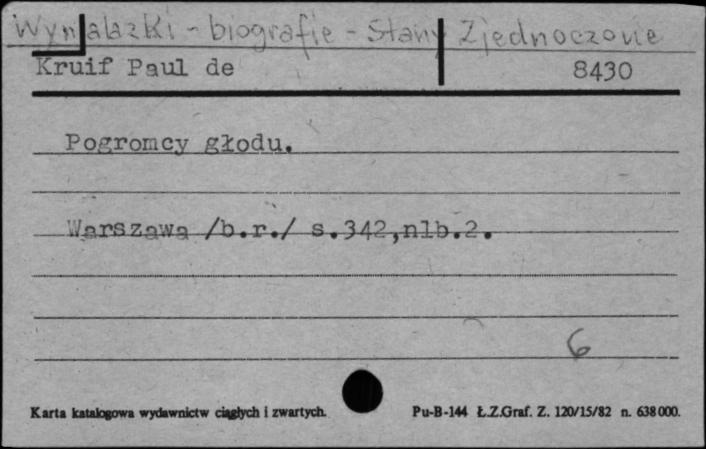 Wynalazki - biografie - Stany Zjednoczone
Kruif Paul de 8430
Pogromcy głodu.
Warszawa /b.r./ s.342,nlb.2.
6
Karta katalogowa wydawnictw ciągłych i zwartych. Pu-B-144 Ł.Z.Graf. Z. 120/15/82 n. 638000.